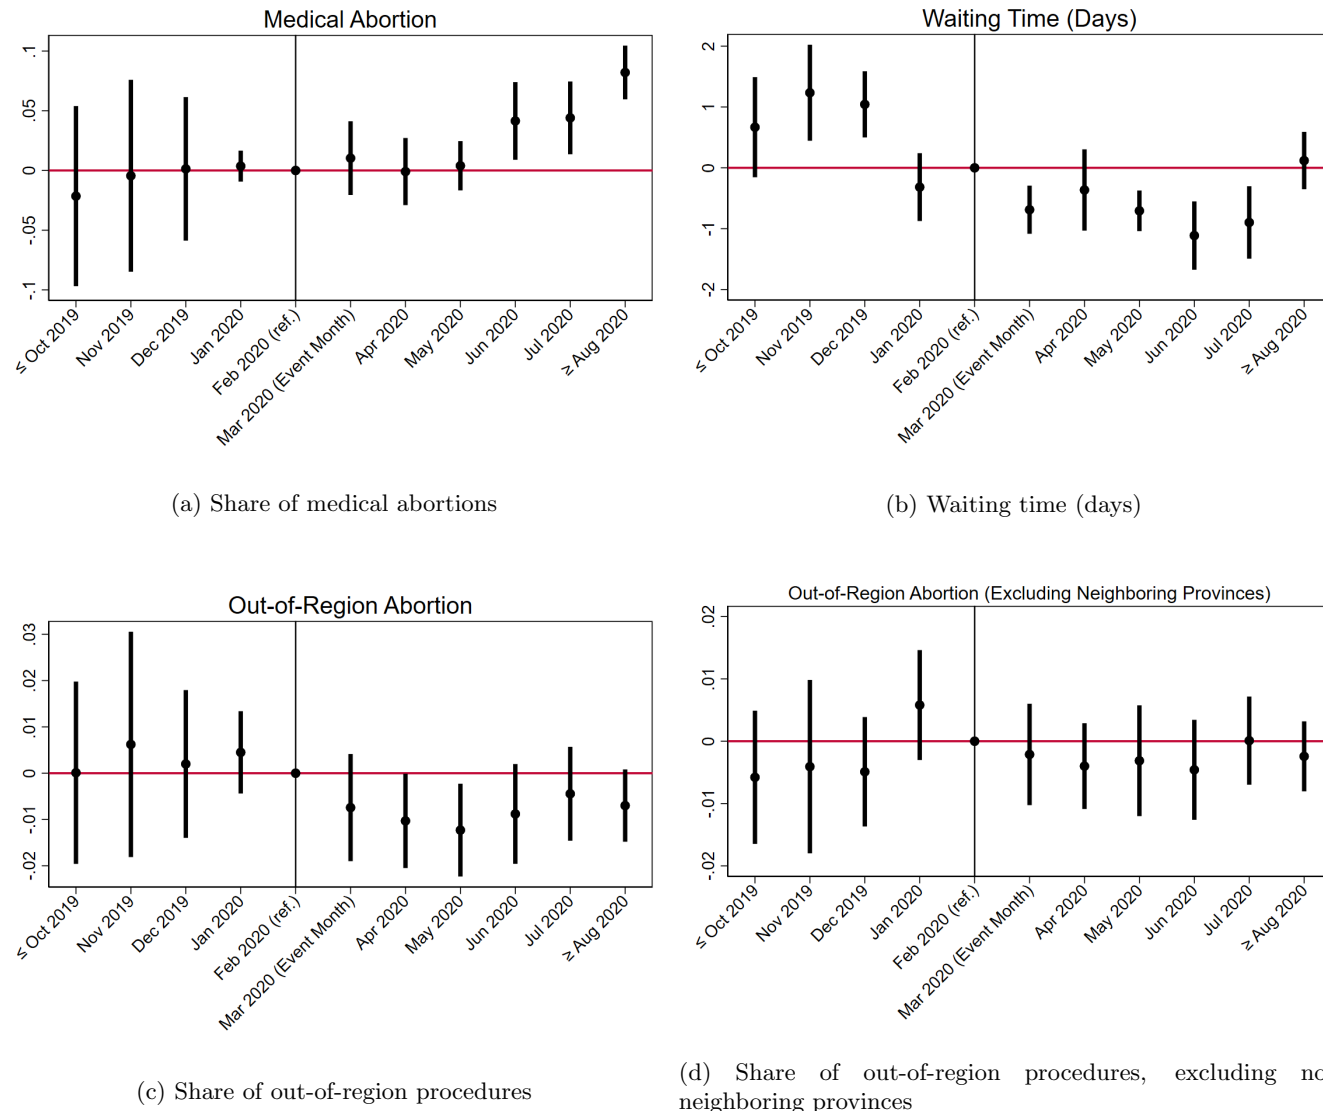 Medical Abortion
.1
.05
0
-.05
-.1
≤ Oct 2019
Nov 2019
Dec 2019
Jan 2020
Feb 2020 (ref.)
Mar 2020 (Event Month)
Apr 2020
May 2020
Jun 2020
Jul 2020
≥ Aug 2020
(a) Share of medical abortions
Waiting Time (Days)
2
1
0
-1
-2
≤ Oct 2019
Nov 2019
Dec 2019
Jan 2020
Feb 2020 (ref.)
Mar 2020 (Event Month)
Apr 2020
May 2020
Jun 2020
Jul 2020
≥ Aug 2020
(b) Waiting time (days)
Out-of-Region Abortion
.03
.02
.01
0
-.01
-.02
≤ Oct 2019
Nov 2019
Dec 2019
Jan 2020
Feb 2020 (ref.)
Mar 2020 (Event Month)
Apr 2020
May 2020
Jun 2020
Jul 2020
≥ Aug 2020
(c) Share of out-of-region procedures
Out-of-Region Abortion (Excluding Neighboring Provinces)
.02
.01
0
-.01
-.02
≤ Oct 2019
Nov 2019
Dec 2019
Jan 2020
Feb 2020 (ref.)
Mar 2020 (Event Month)
Apr 2020
May 2020
Jun 2020
Jul 2020
≥ Aug 2020
(d) Share of out-of-region procedures, excluding no
neighboring provinces